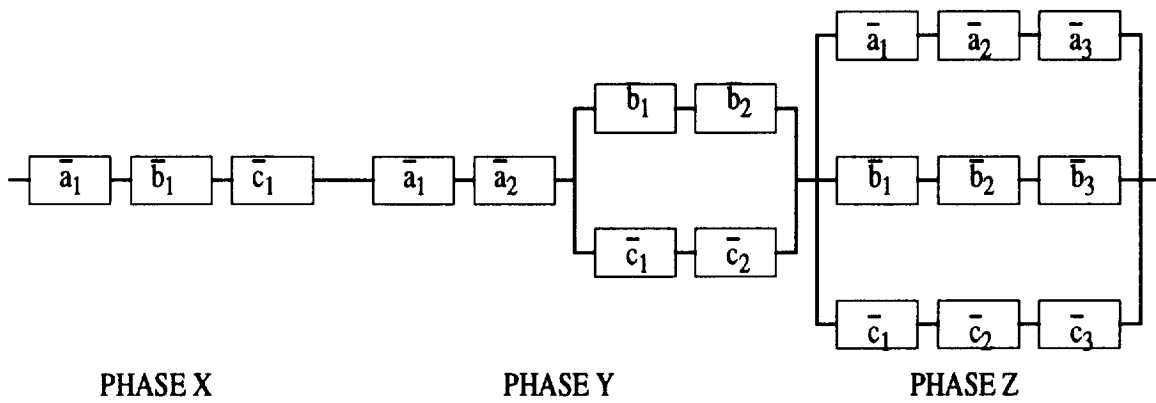 a̅₁ a̅₂ a̅₃
b̅₁ b̅₂
a̅₁ b̅₁ c̅₁ a̅₁ a̅₂ b̅₁ b̅₂ b̅₃
c̅₁ c̅₂
c̅₁ c̅₂ c̅₃
PHASE X PHASE Y PHASE Z